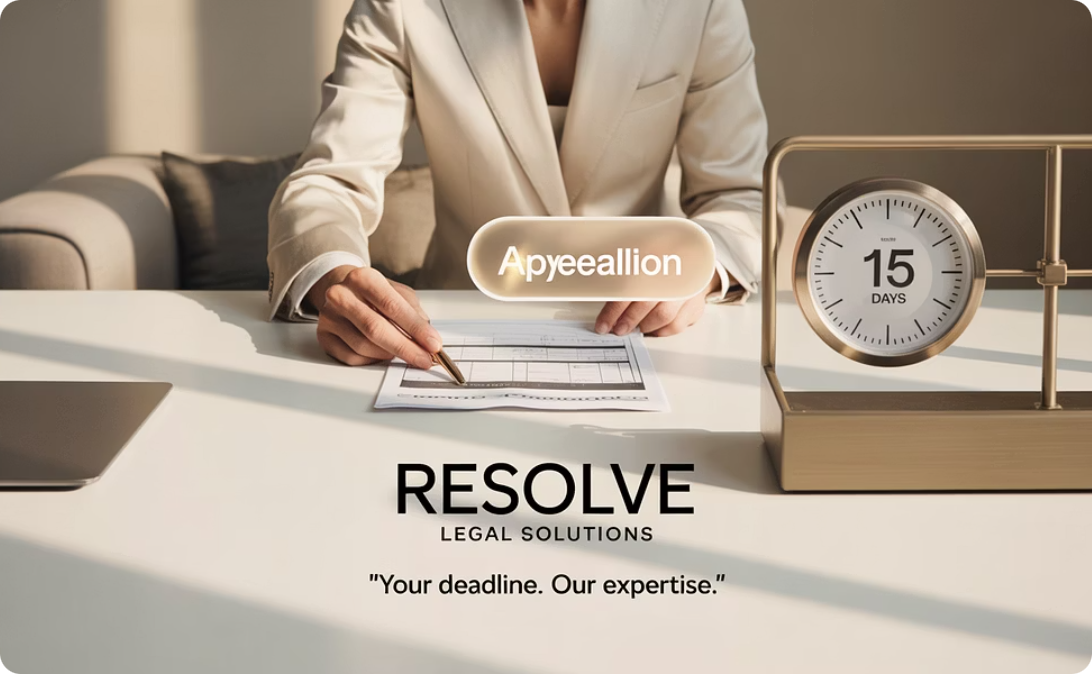 Apyeeallion
15
DAYS
RESOLVE
LEGAL SOLUTIONS
"Your deadline. Our expertise."